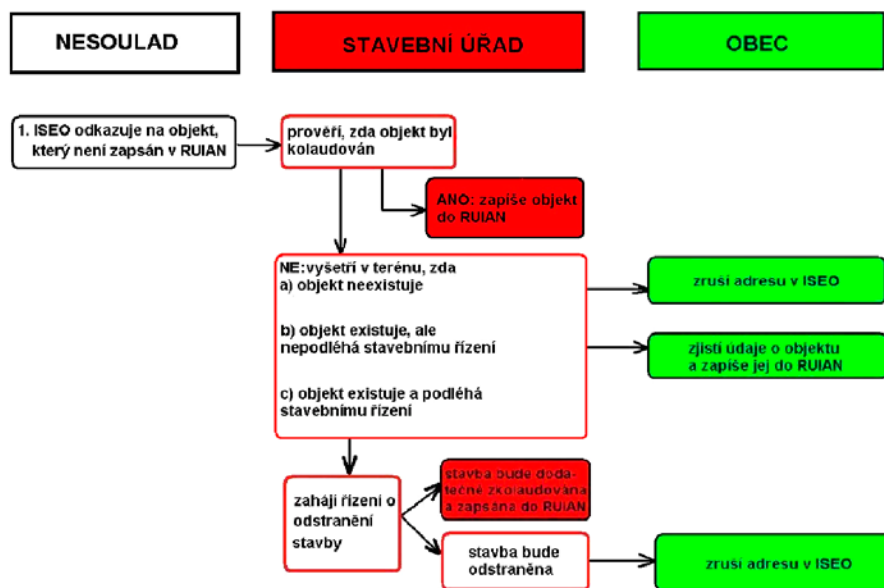 NESOULAD
STAVEBNÍ ÚŘAD
OBEC
1. ISEO odkazuje na objekt,
který není zapsán v RUIAN
prověří, zda objekt byl
kolaudován
ANO: zapíše objekt
do RUIAN
NE:vyšetří v terénu, zda
a) objekt neexistuje
b) objekt existuje, ale
nepodléhá stavebnímu řízení
c) objekt existuje a podléhá
stavebnímu řízení
zruší adresu v ISEO
zjistí údaje o objektu
a zapíše jej do RUIAN
zahájí řízení o
odstranění
stavby
stavba bude doda-
tečně zkolaudována
a zapsána do RUIAN
stavba bude
odstraněna
zruší adresu v ISEO